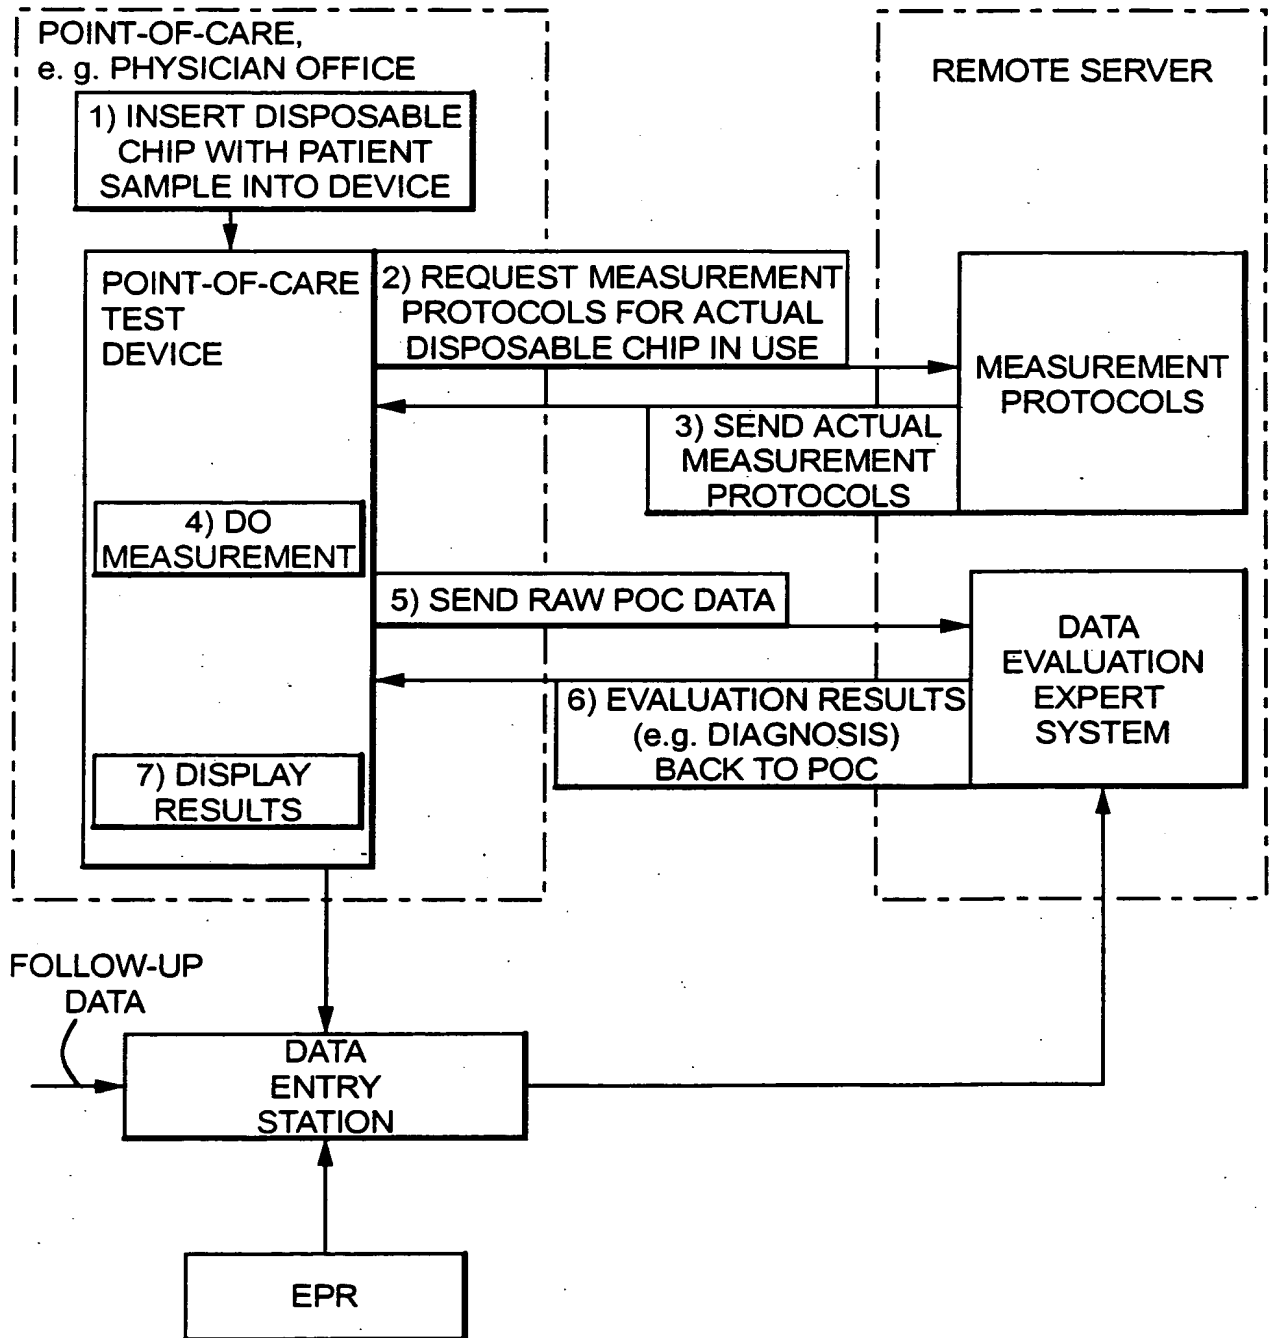 POINT-OF-CARE,
e. g. PHYSICIAN OFFICE
REMOTE SERVER
1) INSERT DISPOSABLE
CHIP WITH PATIENT
SAMPLE INTO DEVICE
POINT-OF-CARE
TEST
DEVICE
2) REQUEST MEASUREMENT
PROTOCOLS FOR ACTUAL
DISPOSABLE CHIP IN USE
MEASUREMENT
PROTOCOLS
3) SEND ACTUAL
MEASUREMENT
PROTOCOLS
4) DO
MEASUREMENT
5) SEND RAW POC DATA
DATA
EVALUATION
EXPERT
SYSTEM
6) EVALUATION RESULTS
(e.g. DIAGNOSIS)
BACK TO POC
7) DISPLAY
RESULTS
FOLLOW-UP
DATA
DATA
ENTRY
STATION
EPR